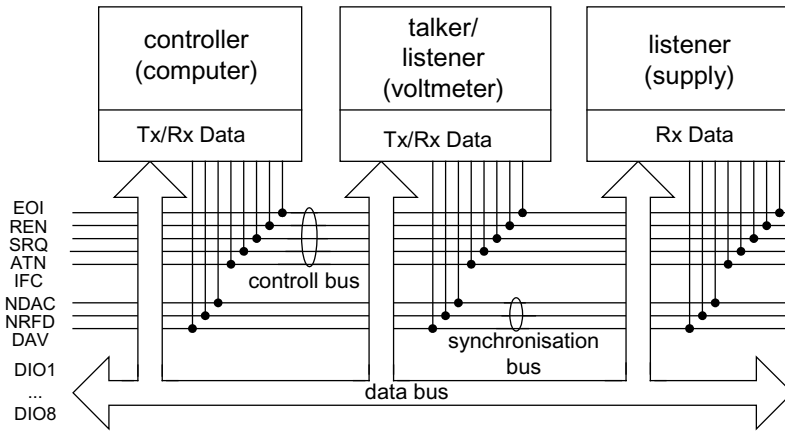 controller
(computer)
talker/
listener
(voltmeter)
listener
(supply)
Tx/Rx Data
Tx/Rx Data
Rx Data
EOI
REN
SRQ
ATN
IFC
controll bus
NDAC
NRFD
DAV
synchronisation
bus
DIO1
...
DIO8
data bus